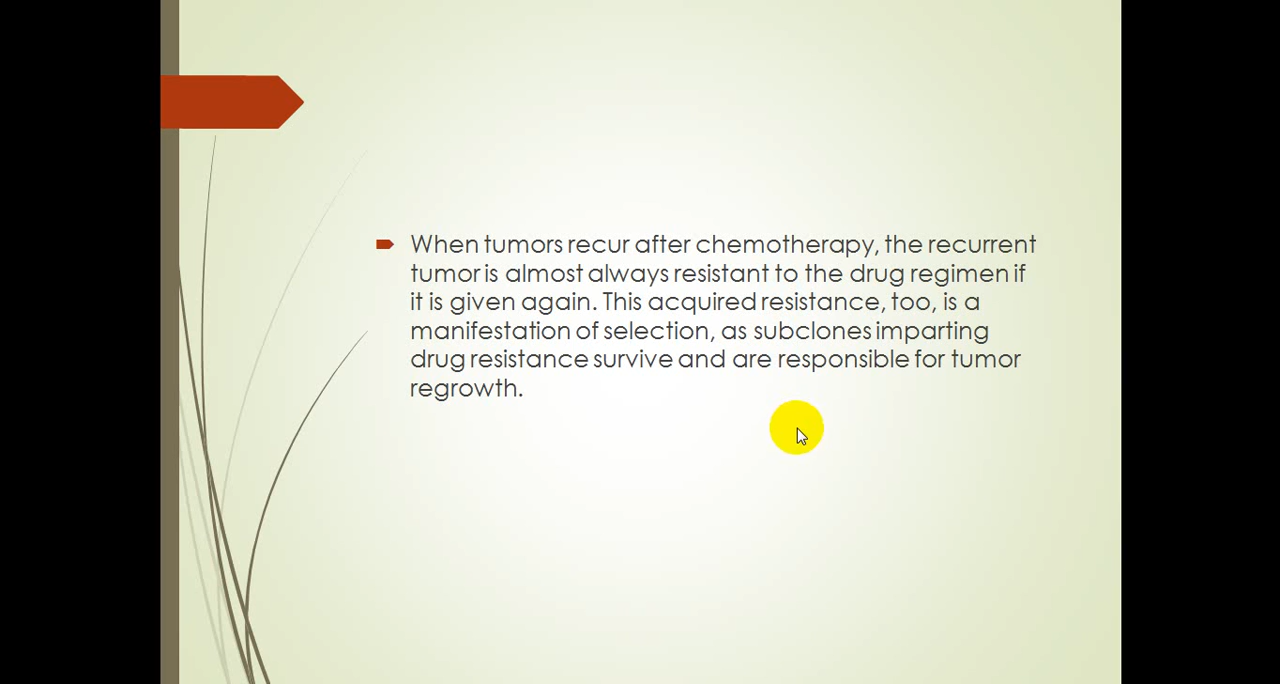 When tumors recur after chemotherapy, the recurrent
tumor is almost always resistant to the drug regimen if
it is given again. This acquired resistance, too, is a
manifestation of selection, as subclones imparting
drug resistance survive and are responsible for tumor
regrowth.